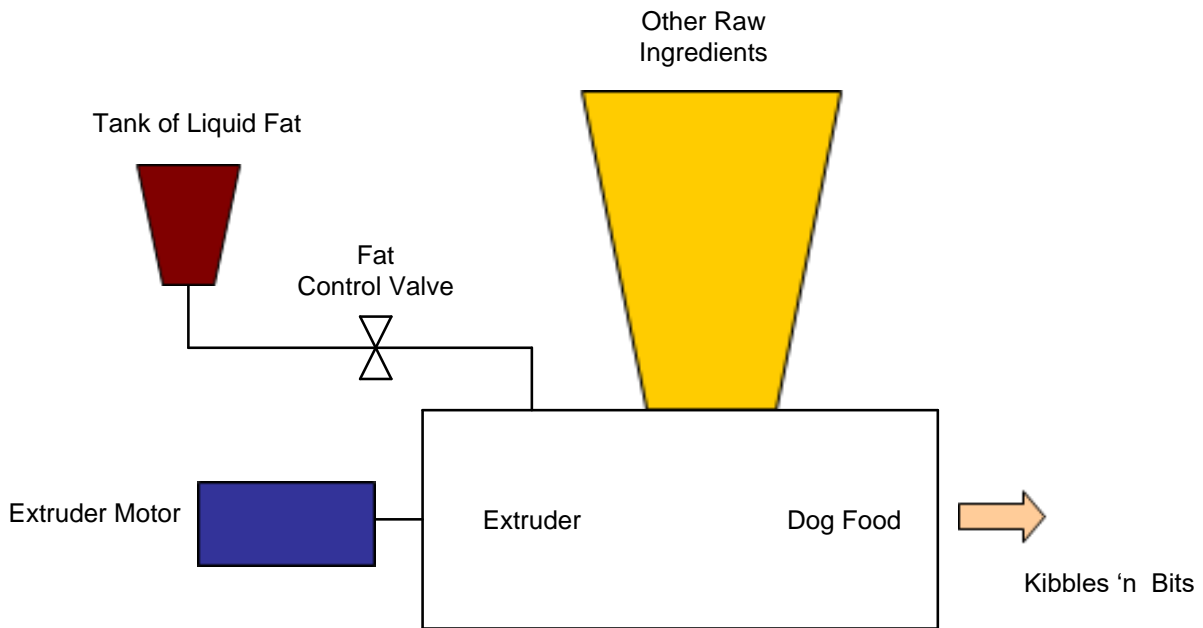 Other Raw
Ingredients
Tank of Liquid Fat
Fat
Control Valve
Extruder Motor
Extruder
Dog Food
Kibbles ‘n  Bits